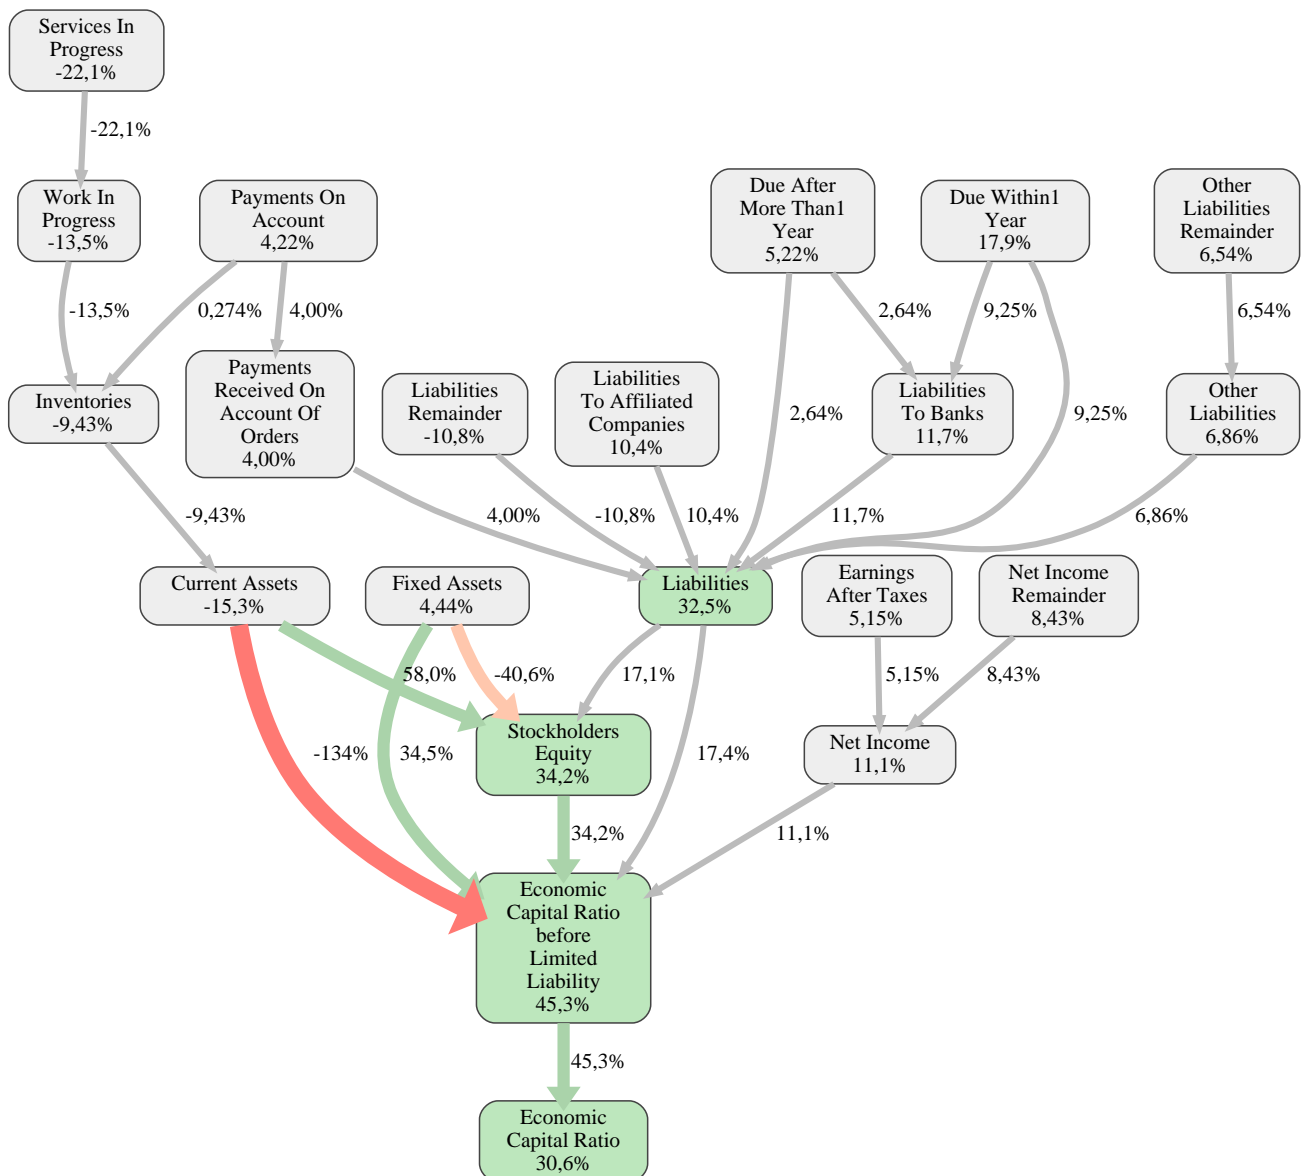 Services In
Progress
-22,1%
-22,1%
Work In
Progress
-13,5%
Payments On
Account
4,22%
Due After
More Than1
Year
5,22%
Due Within1
Year
17,9%
Other
Liabilities
Remainder
6,54%
-13,5%
0,274%
4,00%
2,64%
9,25%
6,54%
Inventories
-9,43%
Payments
Received On
Account Of
Orders
4,00%
Liabilities
Remainder
-10,8%
Liabilities
To Affiliated
Companies
10,4%
2,64%
Liabilities
To Banks
11,7%
9,25%
Other
Liabilities
6,86%
-9,43%
4,00%
-10,8%
10,4%
11,7%
6,86%
Current Assets
-15,3%
Fixed Assets
4,44%
Liabilities
32,5%
Earnings
After Taxes
5,15%
Net Income
Remainder
8,43%
58,0%
-40,6%
17,1%
5,15%
8,43%
-134%
34,5%
Stockholders
Equity
34,2%
17,4%
Net Income
11,1%
34,2%
11,1%
Economic
Capital Ratio
before
Limited
Liability
45,3%
45,3%
Economic
Capital Ratio
30,6%